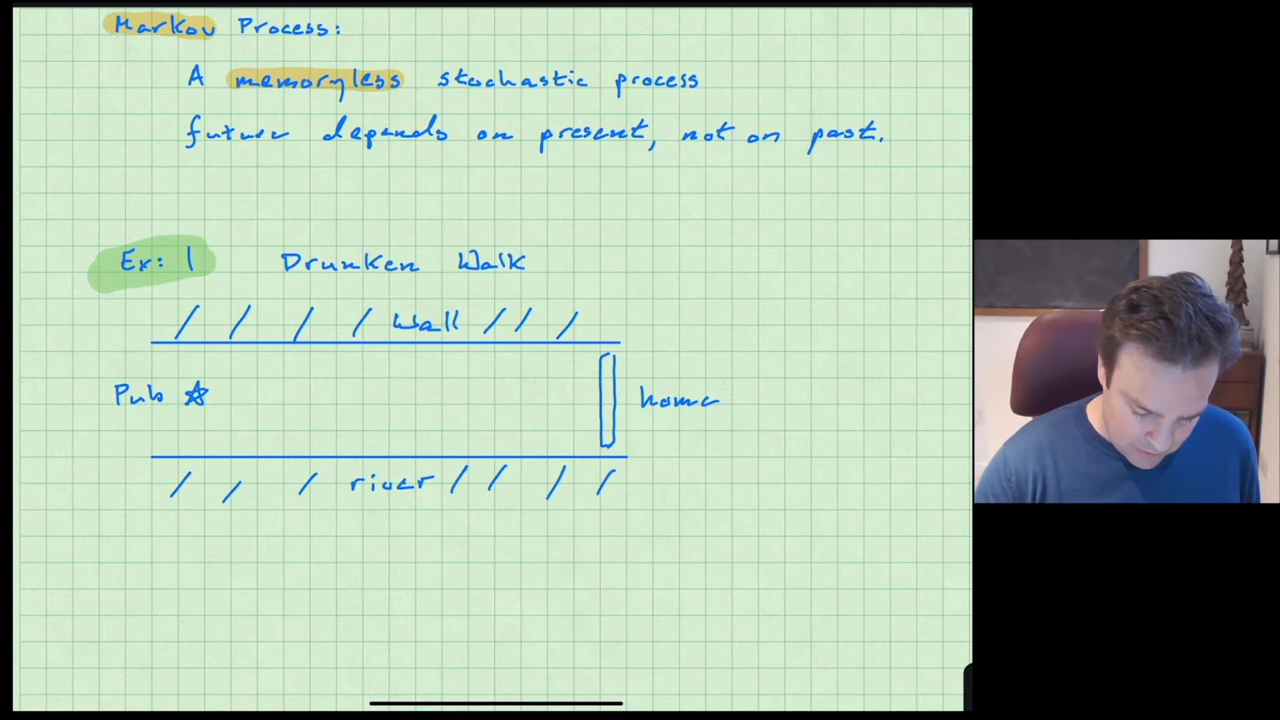 Markov Process:
A memoryless stochastic process
future depends on present, not on past.
Ex: 1 Drunken Walk
wall
Pub
home
river